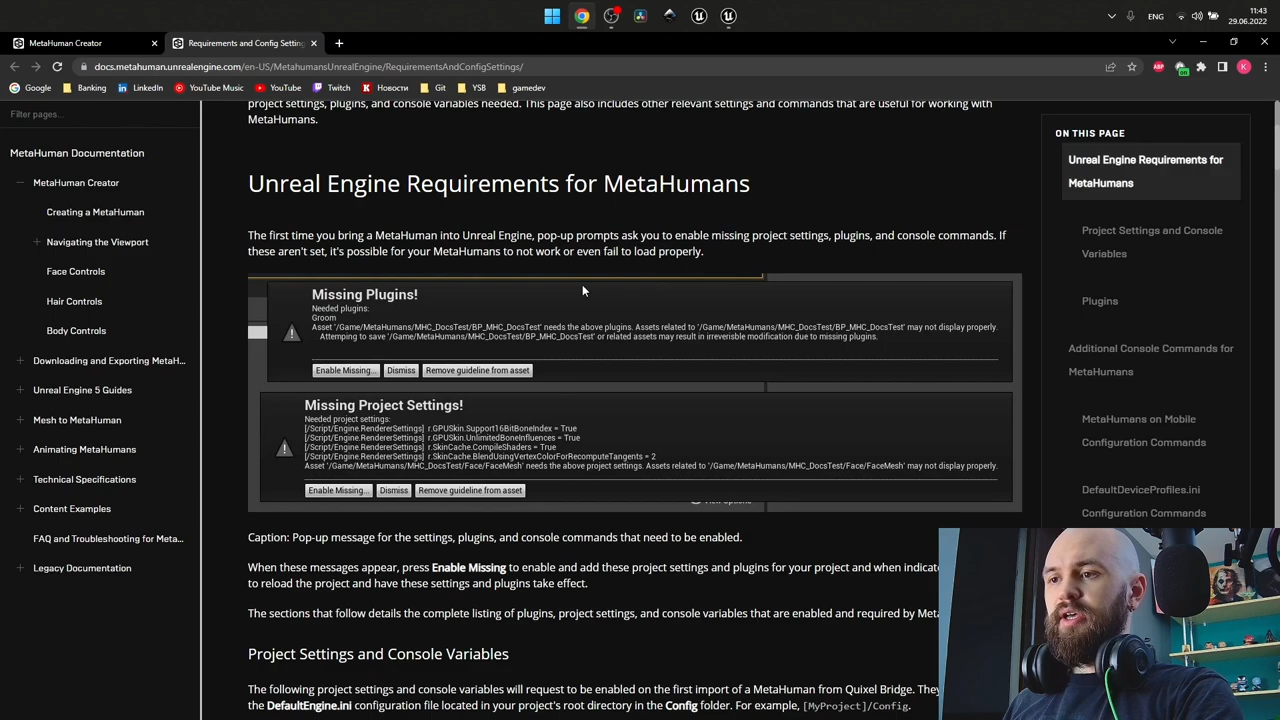 ENG
11:43
29.06.2022
MetaHuman Creator
Requirements and Config Setting
docs.metahuman.unrealengine.com/en-US/MetahumansUnrealEngine/RequirementsAndConfigSettings/
ABP
on
K
Google
Banking
LinkedIn
YouTube Music
YouTube
Twitch
Новости
Git
YSB
gamedev
Filter pages...
MetaHuman Documentation
MetaHuman Creator
Creating a MetaHuman
Navigating the Viewport
Face Controls
Hair Controls
Body Controls
Downloading and Exporting MetaH...
Unreal Engine 5 Guides
Mesh to MetaHuman
Animating MetaHumans
Technical Specifications
Content Examples
FAQ and Troubleshooting for Meta...
Legacy Documentation
project settings, plugins, and console variables needed. This page also includes other relevant settings and commands that are useful for working with
MetaHumans.
Unreal Engine Requirements for MetaHumans
The first time you bring a MetaHuman into Unreal Engine, pop-up prompts ask you to enable missing project settings, plugins, and console commands. If
these aren't set, it's possible for your MetaHumans to not work or even fail to load properly.
Missing Plugins!
Needed plugins:
Groom
Asset '/Game/MetaHumans/MHC_DocsTest/BP_MHC_DocsTest' needs the above plugins. Assets related to '/Game/MetaHumans/MHC_DocsTest/BP_MHC_DocsTest' may not display properly.
Attemping to save '/Game/MetaHumans/MHC_DocsTest/BP_MHC_DocsTest' or related assets may result in irreverisble modification due to missing plugins.
Enable Missing... Dismiss Remove guideline from asset
Missing Project Settings!
Needed project settings:
[/Script/Engine.RendererSettings] r.GPUSkin.Support16BitBoneIndex = True
[/Script/Engine.RendererSettings] r.GPUSkin.UnlimitedBoneInfluences = True
[/Script/Engine.RendererSettings] r.SkinCache.CompileShaders = True
[/Script/Engine.RendererSettings] r.SkinCache.BlendUsingVertexColorForRecomputeTangents = 2
Asset '/Game/MetaHumans/MHC_DocsTest/Face/FaceMesh' needs the above project settings. Assets related to '/Game/MetaHumans/MHC_DocsTest/Face/FaceMesh' may not display properly.
Enable Missing... Dismiss Remove guideline from asset
View Options
Caption: Pop-up message for the settings, plugins, and console commands that need to be enabled.
When these messages appear, press Enable Missing to enable and add these project settings and plugins for your project and when indicate
to reload the project and have these settings and plugins take effect.
The sections that follow details the complete listing of plugins, project settings, and console variables that are enabled and required by Meta
Project Settings and Console Variables
The following project settings and console variables will request to be enabled on the first import of a MetaHuman from Quixel Bridge. They
the DefaultEngine.ini configuration file located in your project's root directory in the Config folder. For example, [MyProject]/Config.
ON THIS PAGE
Unreal Engine Requirements for
MetaHumans
Project Settings and Console
Variables
Plugins
Additional Console Commands for
MetaHumans
MetaHumans on Mobile
Configuration Commands
DefaultDeviceProfiles.ini
Configuration Commands